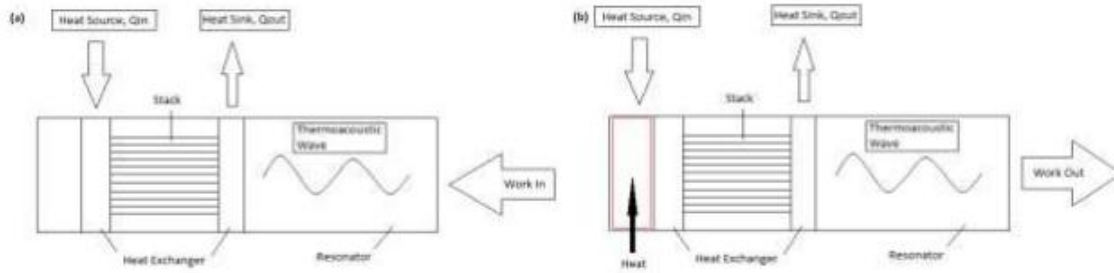 (a)
Heat Source, Qin
Heat Sink, Qout
Stack
Thermoacoustic
Wave
Work In
Heat Exchanger
Resonator
(b)
Heat Source, Qin
Heat Sink, Qout
Stack
Thermoacoustic
Wave
Work Out
Heat
Heat Exchanger
Resonator